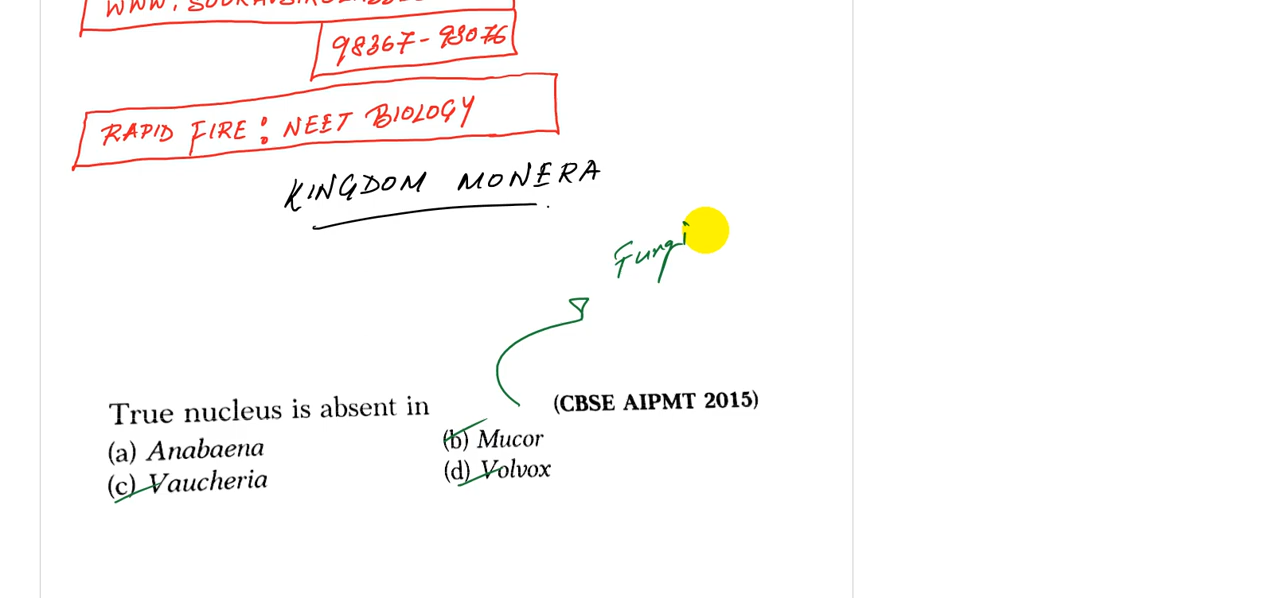 98367-93076
RAPID FIRE : NEET BIOLOGY
KINGDOM MONERA
Fungi
True nucleus is absent in (CBSE AIPMT 2015)
(a) Anabaena (b) Mucor
(c) Vaucheria (d) Volvox